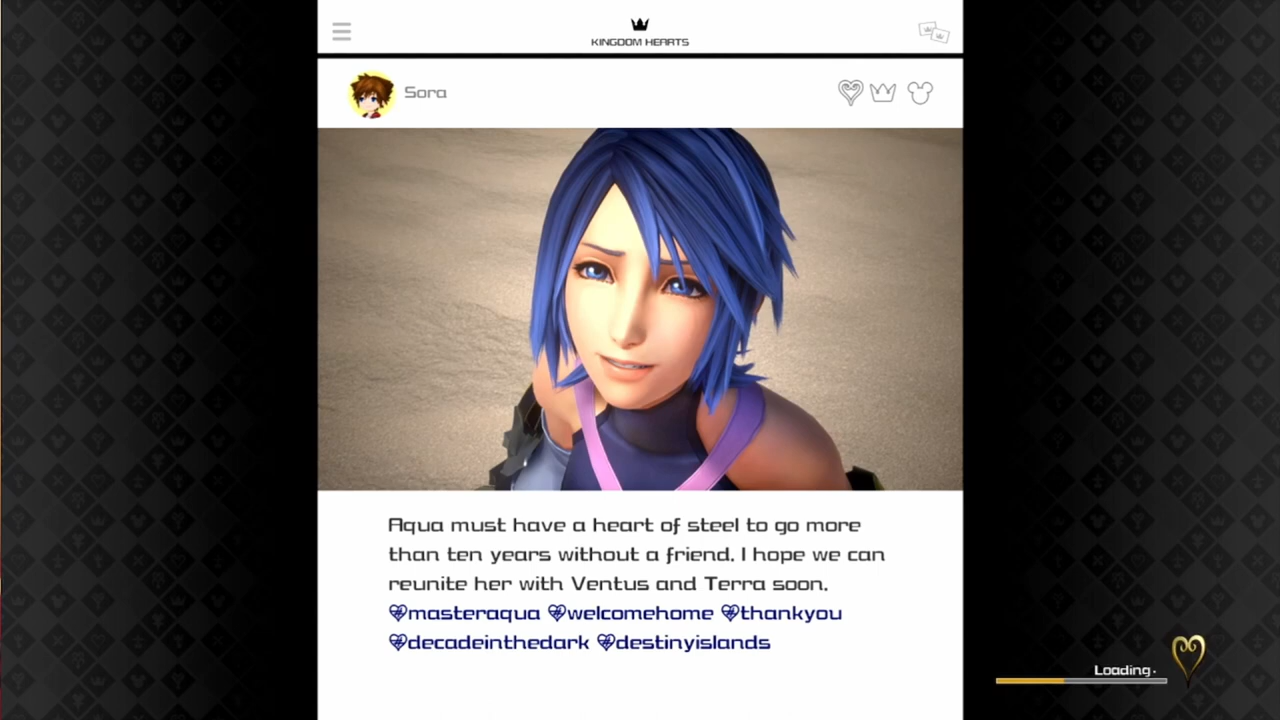 KINGDOM HEARTS
Sora
Aqua must have a heart of steel to go more
than ten years without a friend. I hope we can
reunite her with Ventus and Terra soon.
masteraqua welcomehome thankyou
decadeinthedark destinyislands
Loading.